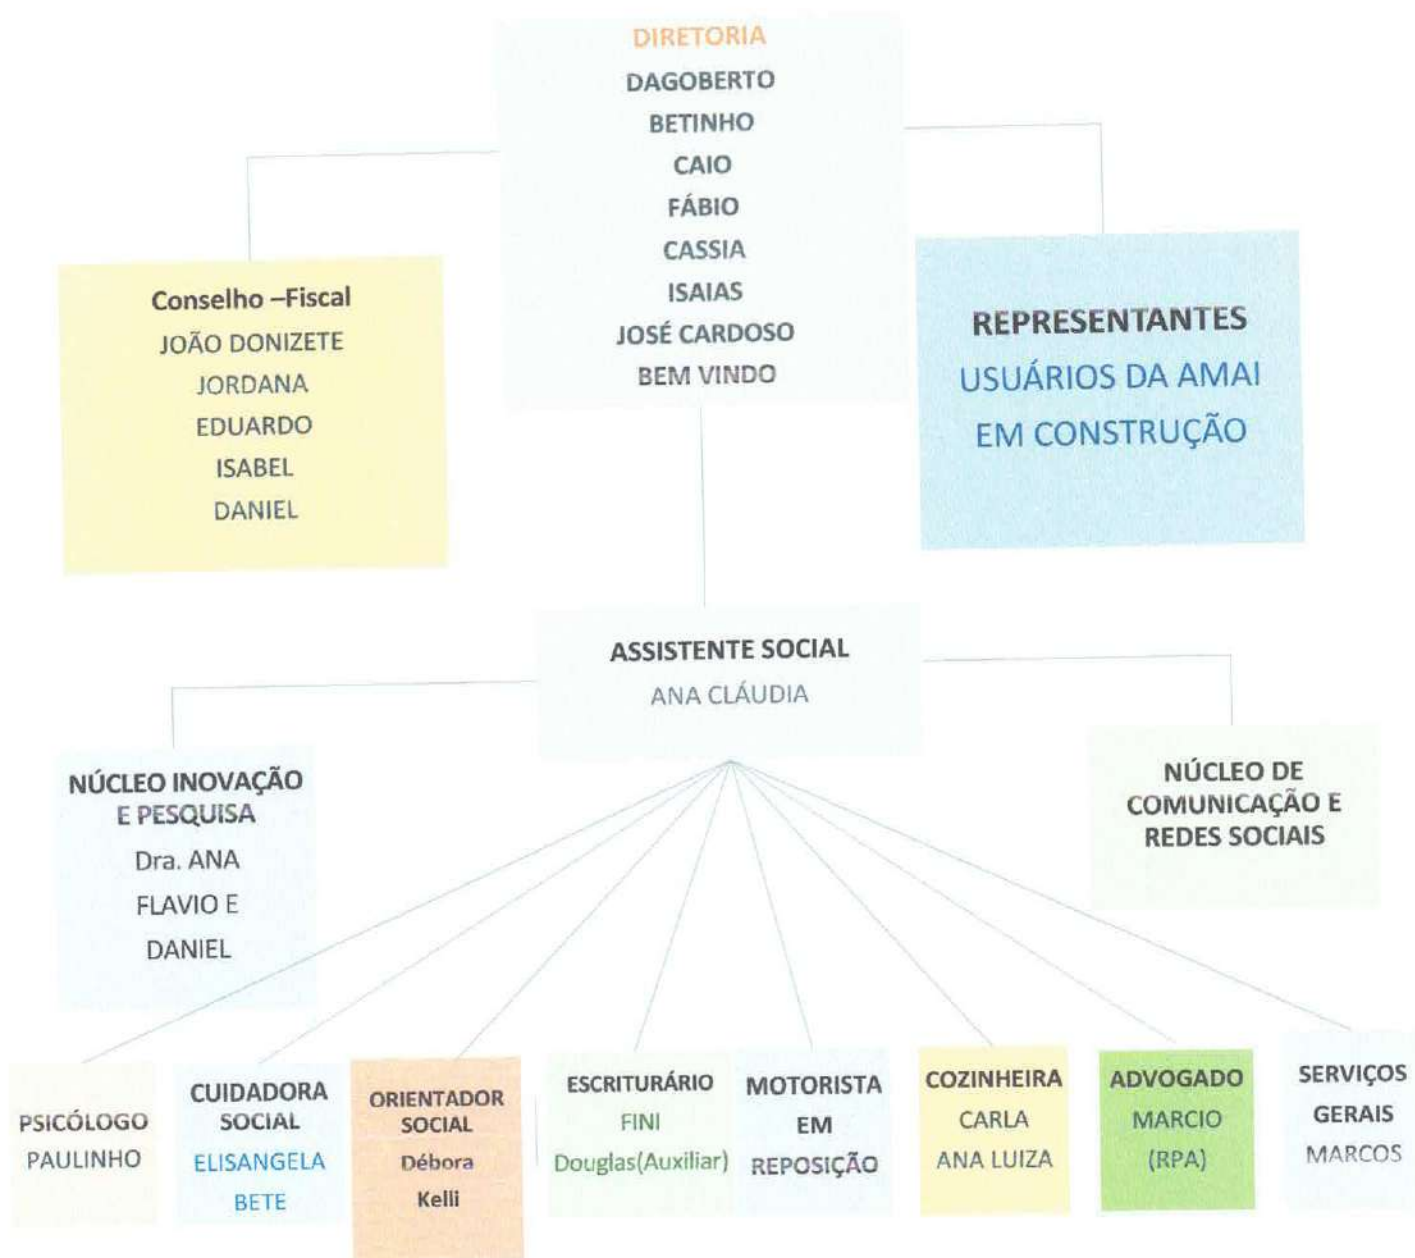 DIRETORIA
DAGOBERTO
BETINHO
CAIO
FÁBIO
CASSIA
ISAIAS
JOSÉ CARDOSO
BEM VINDO
Conselho –Fiscal
JOÃO DONIZETE
JORDANA
EDUARDO
ISABEL
DANIEL
REPRESENTANTES
USUÁRIOS DA AMAI
EM CONSTRUÇÃO
ASSISTENTE SOCIAL
ANA CLÁUDIA
NÚCLEO INOVAÇÃO
E PESQUISA
Dra. ANA
FLAVIO E
DANIEL
NÚCLEO DE
COMUNICAÇÃO E
REDES SOCIAIS
PSICÓLOGO
PAULINHO
CUIDADORA
SOCIAL
ELISANGELA
BETE
ORIENTADOR
SOCIAL
Débora
Kelli
ESCRITURÁRIO
FINI
Douglas(Auxiliar)
MOTORISTA
EM
REPOSIÇÃO
COZINHEIRA
CARLA
ANA LUIZA
ADVOGADO
MARCIO
(RPA)
SERVIÇOS
GERAIS
MARCOS